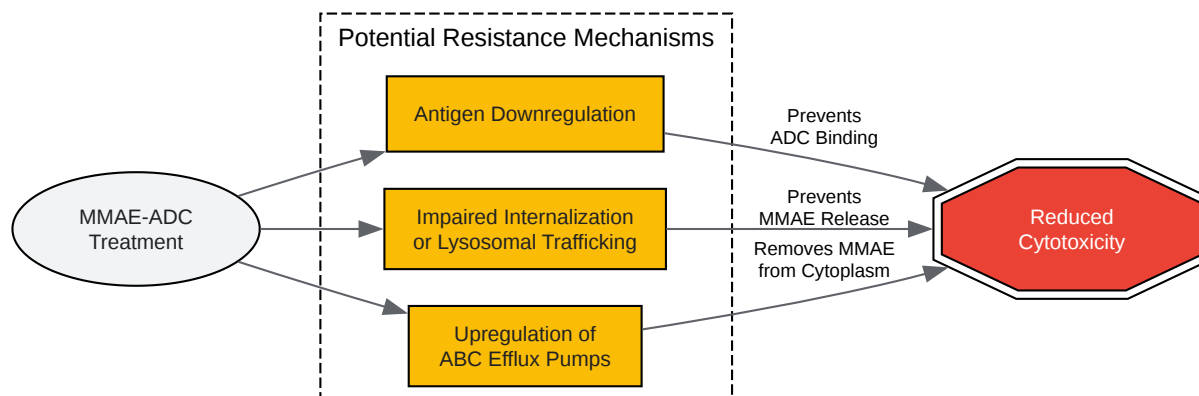 Potential Resistance Mechanisms
MMAE-ADC
Treatment
Antigen Downregulation
Impaired Internalization
or Lysosomal Trafficking
Upregulation of
ABC Efflux Pumps
Prevents
ADC Binding
Prevents
MMAE Release
Removes MMAE
from Cytoplasm
Reduced
Cytotoxicity